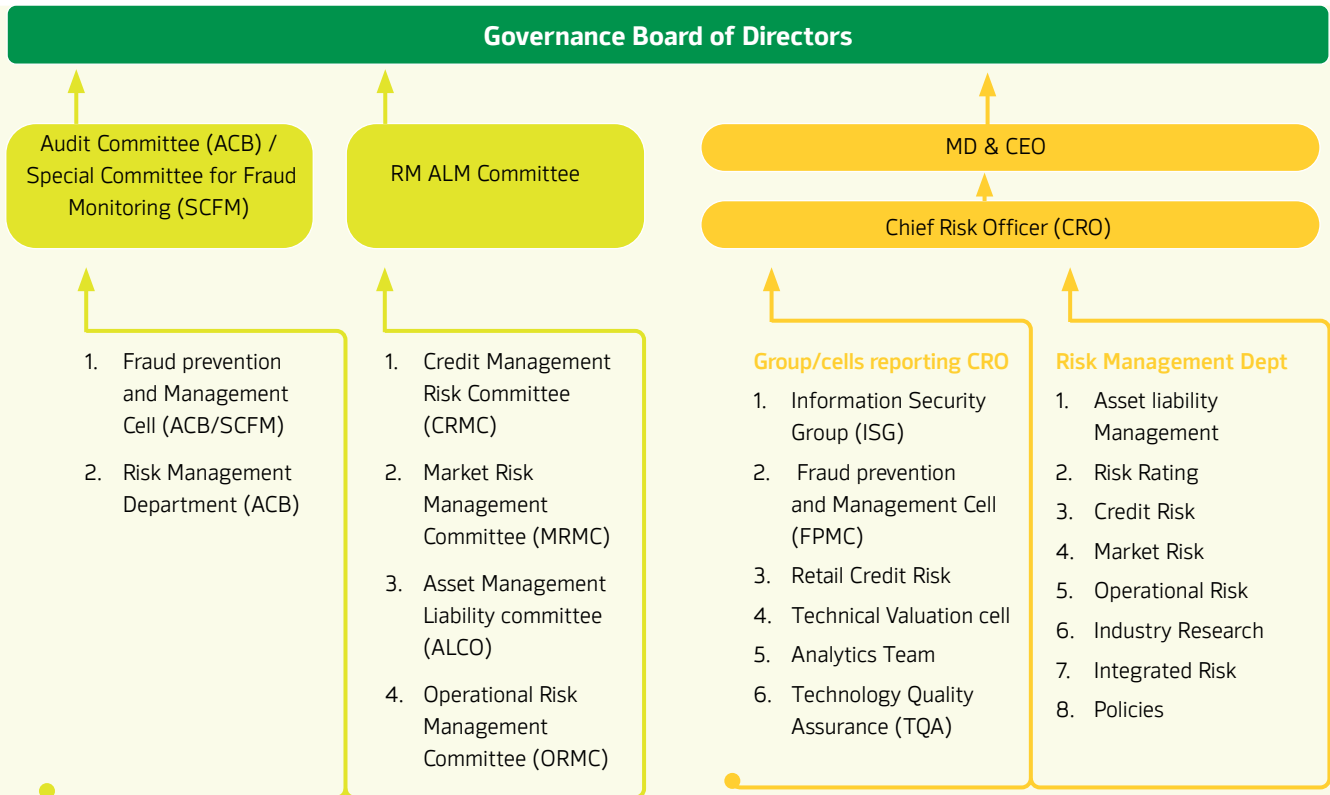 Governance Board of Directors
Audit Committee (ACB) /
Special Committee for Fraud
Monitoring (SCFM)
RM ALM Committee
MD & CEO
Chief Risk Officer (CRO)
1. Fraud prevention
and Management
Cell (ACB/SCFM)
2. Risk Management
Department (ACB)
1. Credit Management
Risk Committee
(CRMC)
2. Market Risk
Management
Committee (MRMC)
3. Asset Management
Liability committee
(ALCO)
4. Operational Risk
Management
Committee (ORMC)
Group/cells reporting CRO
1. Information Security
Group (ISG)
2. Fraud prevention
and Management Cell
(FPMC)
3. Retail Credit Risk
4. Technical Valuation cell
5. Analytics Team
6. Technology Quality
Assurance (TQA)
Risk Management Dept
1. Asset liability
Management
2. Risk Rating
3. Credit Risk
4. Market Risk
5. Operational Risk
6. Industry Research
7. Integrated Risk
8. Policies